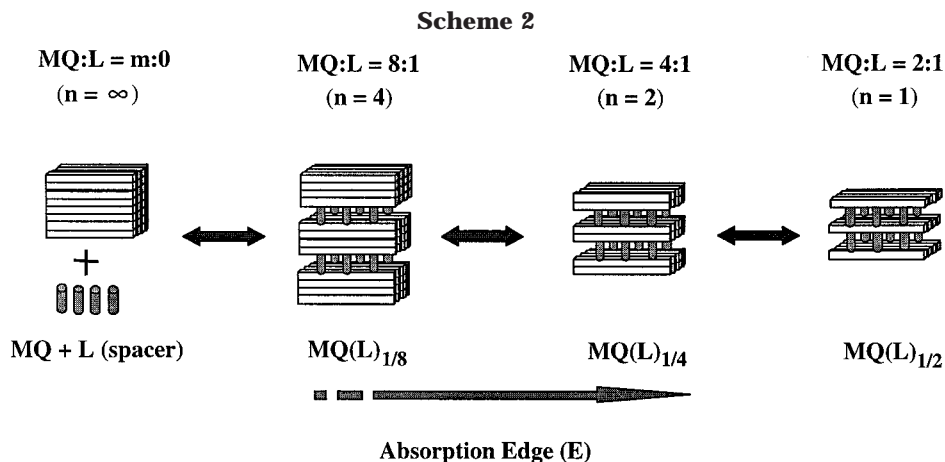 Scheme 2
MQ:L = m:0
(n = ∞)
MQ:L = 8:1
(n = 4)
MQ:L = 4:1
(n = 2)
MQ:L = 2:1
(n = 1)
+
MQ + L (spacer)
MQ(L)1/8
MQ(L)1/4
MQ(L)1/2
Absorption Edge (E)